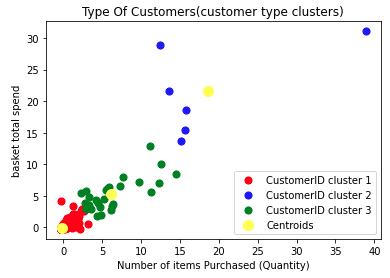 Type Of Customers(customer type clusters)
basket total spend
30
25
20
15
10
5
0
CustomerID cluster 1
CustomerID cluster 2
CustomerID cluster 3
Centroids
0
5
10
15
20
25
30
35
40
Number of items Purchased (Quantity)